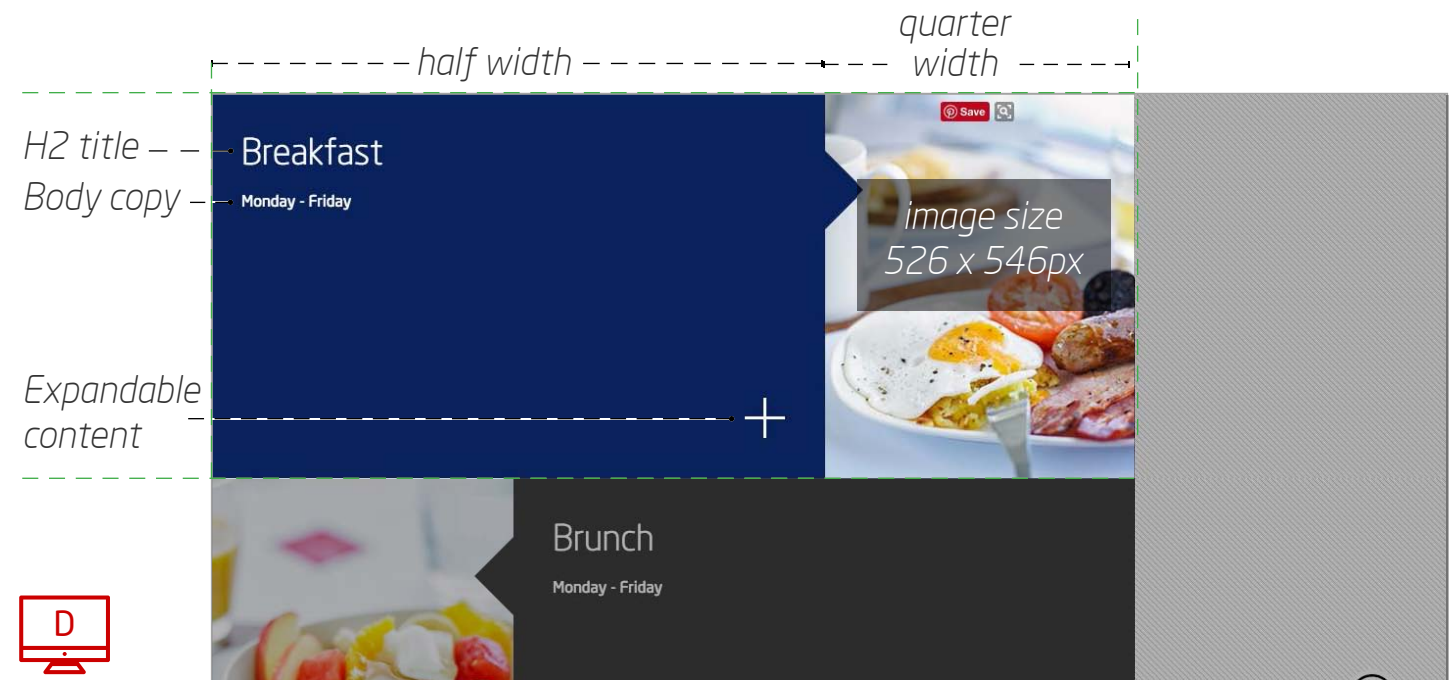 quarter
half width
width
Save
H2 title
Breakfast
Body copy
Monday - Friday
image size
526 x 546px
Expandable
content
Brunch
Monday - Friday
D